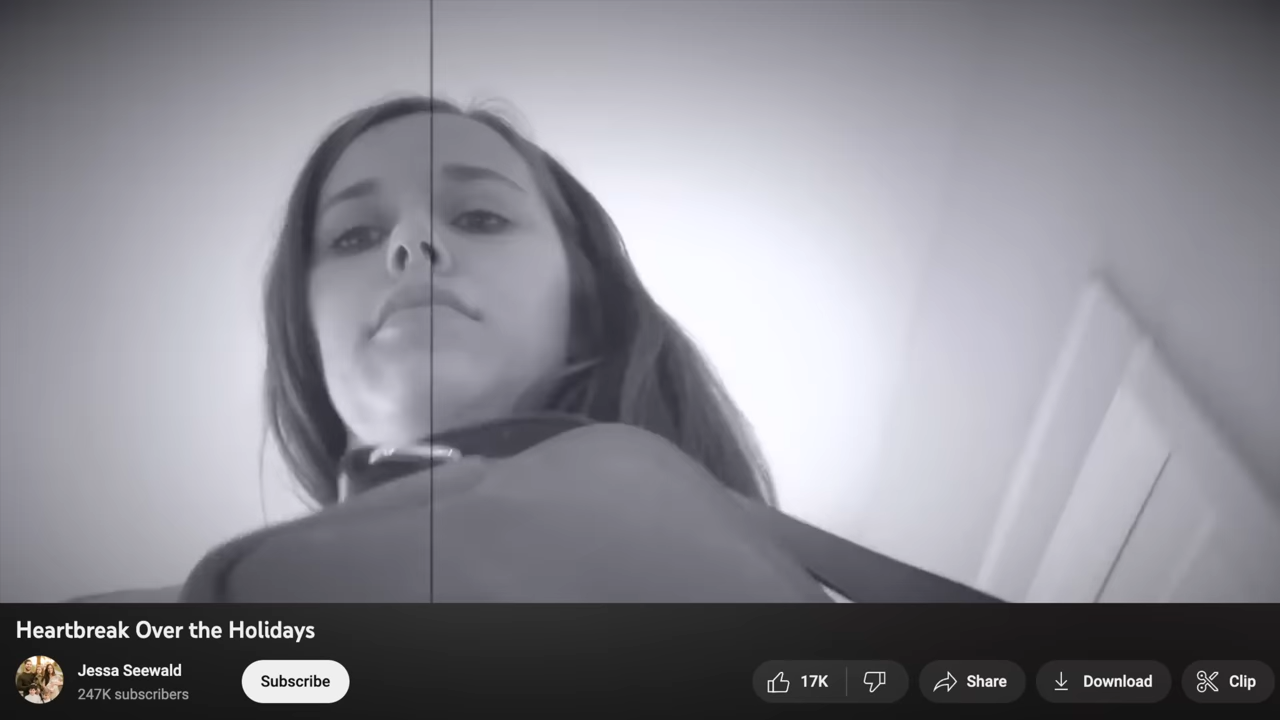 Heartbreak Over the Holidays
Jessa Seewald
247K subscribers
Subscribe
17K
Share
Download
Clip